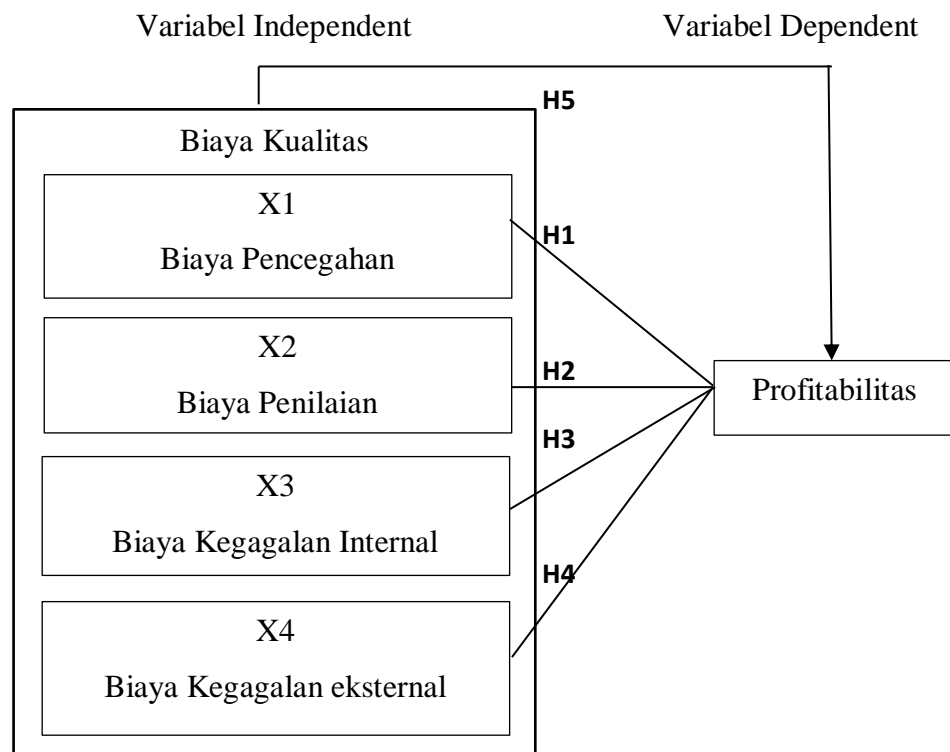 Variabel Independent
Variabel Dependent
H5
Biaya Kualitas
X1
Biaya Pencegahan
H1
X2
Biaya Penilaian
H2
Profitabilitas
H3
X3
Biaya Kegagalan Internal
H4
X4
Biaya Kegagalan eksternal